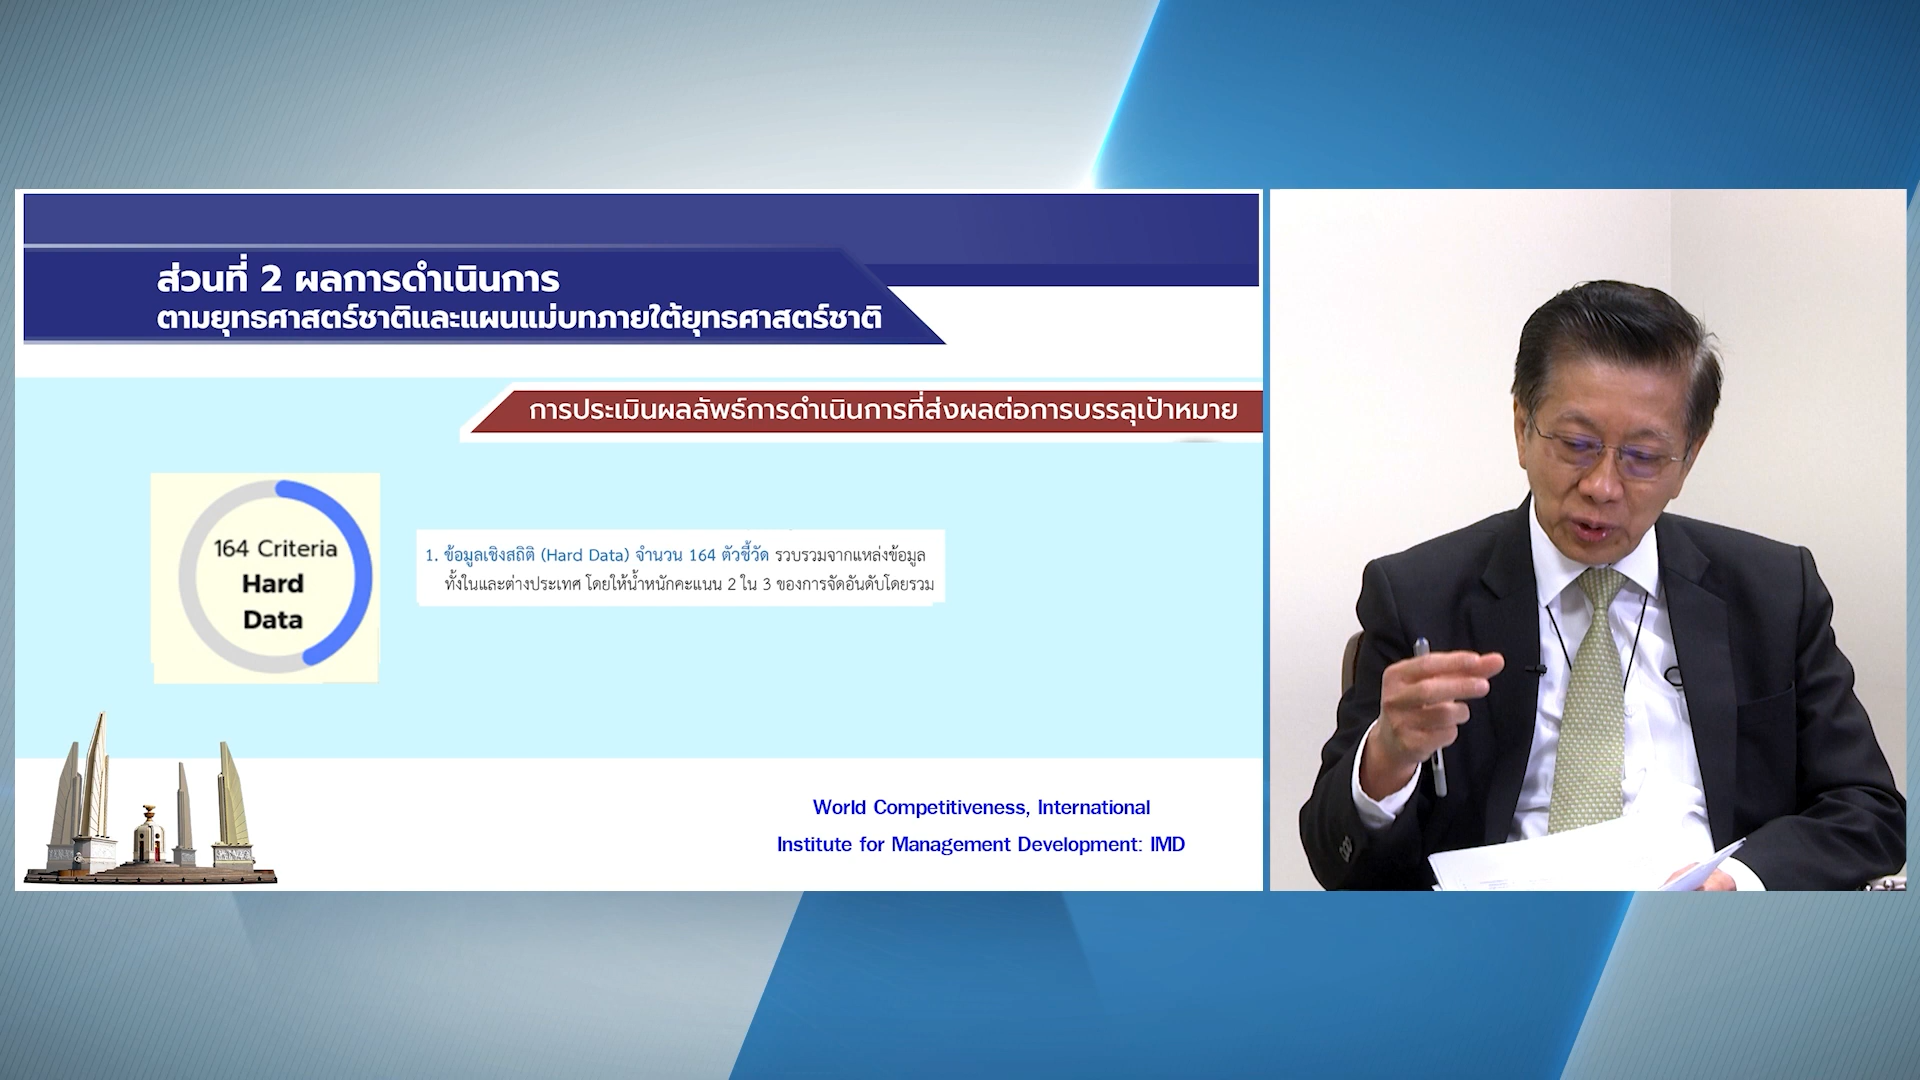 ส่วนที่ 2 ผลการดำเนินการ
ตามยุทธศาสตร์ชาติและแผนแม่บทภายใต้ยุทธศาสตร์ชาติ
การประเมินผลลัพธ์การดำเนินการที่ส่งผลต่อการบรรลุเป้าหมาย
164 Criteria
Hard
Data
1. ข้อมูลเชิงสถิติ (Hard Data) จำนวน 164 ตัวชี้วัด รวบรวมจากแหล่งข้อมูล
ทั้งในและต่างประเทศ โดยให้น้ำหนักคะแนน 2 ใน 3 ของการจัดอันดับโดยรวม
World Competitiveness, International
Institute for Management Development: IMD